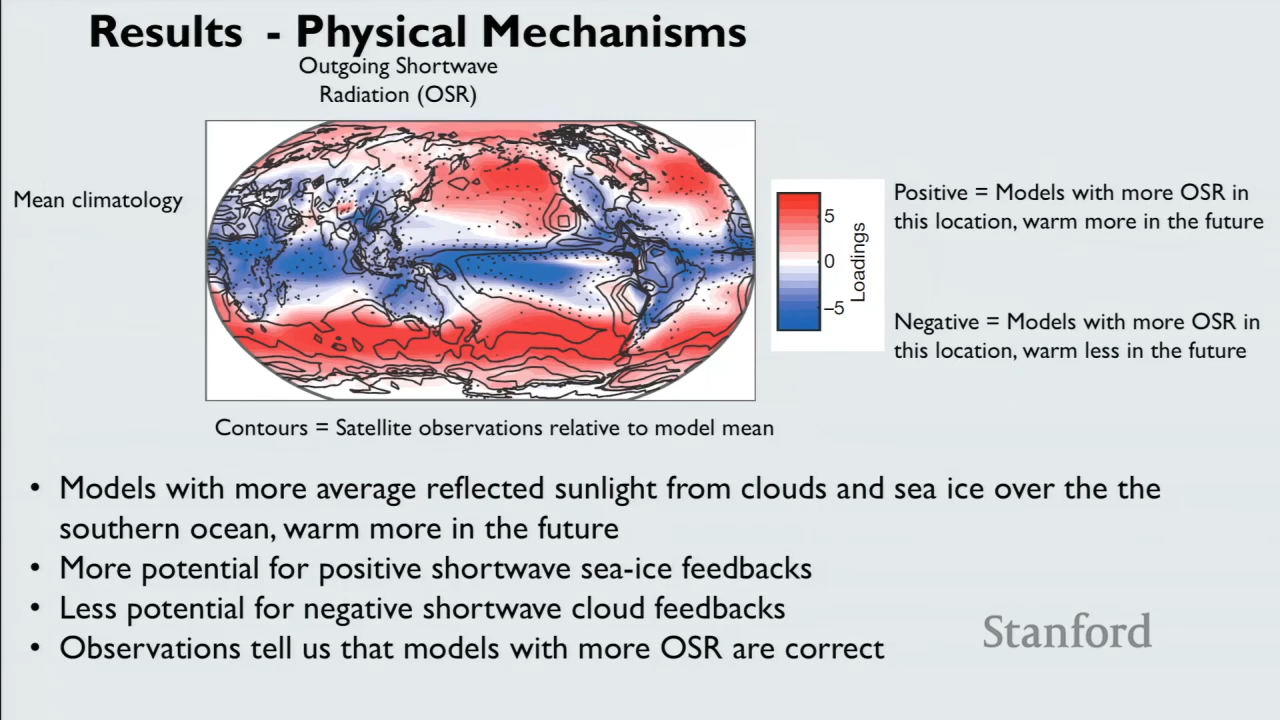 Results - Physical Mechanisms
Outgoing Shortwave
Radiation (OSR)
Mean climatology
5
0
–5
Loadings
Positive = Models with more OSR in
this location, warm more in the future
Negative = Models with more OSR in
this location, warm less in the future
Contours = Satellite observations relative to model mean
• Models with more average reflected sunlight from clouds and sea ice over the the
southern ocean, warm more in the future
• More potential for positive shortwave sea-ice feedbacks
• Less potential for negative shortwave cloud feedbacks
• Observations tell us that models with more OSR are correct
Stanford